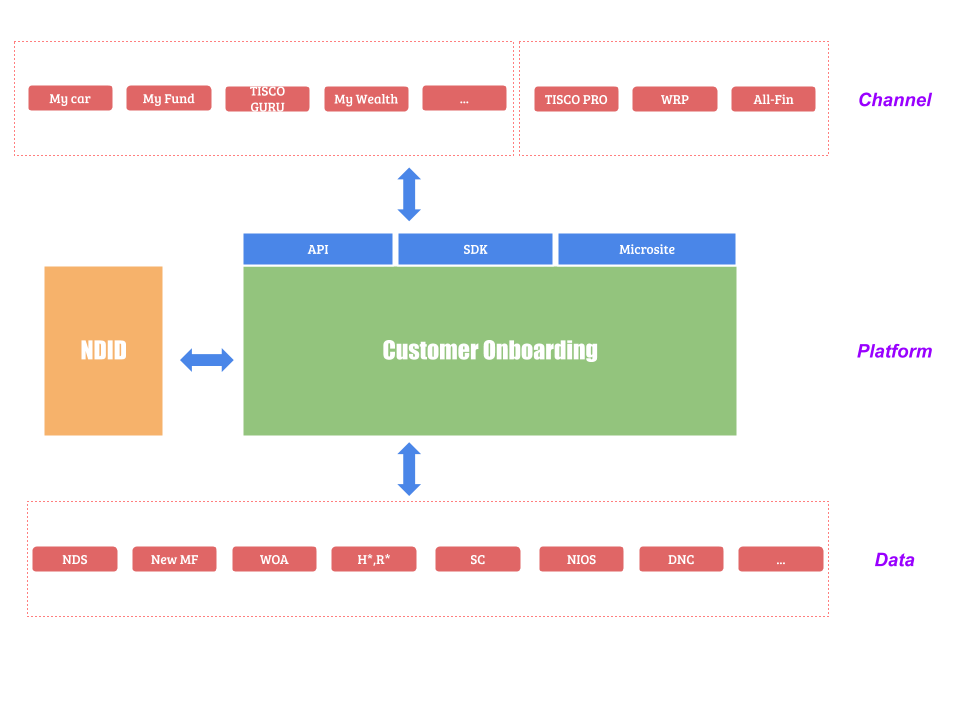 My car
My Fund
TISCO
GURU
My Wealth
...
TISCO PRO
WRP
All-Fin
Channel
API
SDK
Microsite
NDID
Customer Onboarding
Platform
NDS
New MF
WOA
H*,R*
SC
NIOS
DNC
...
Data